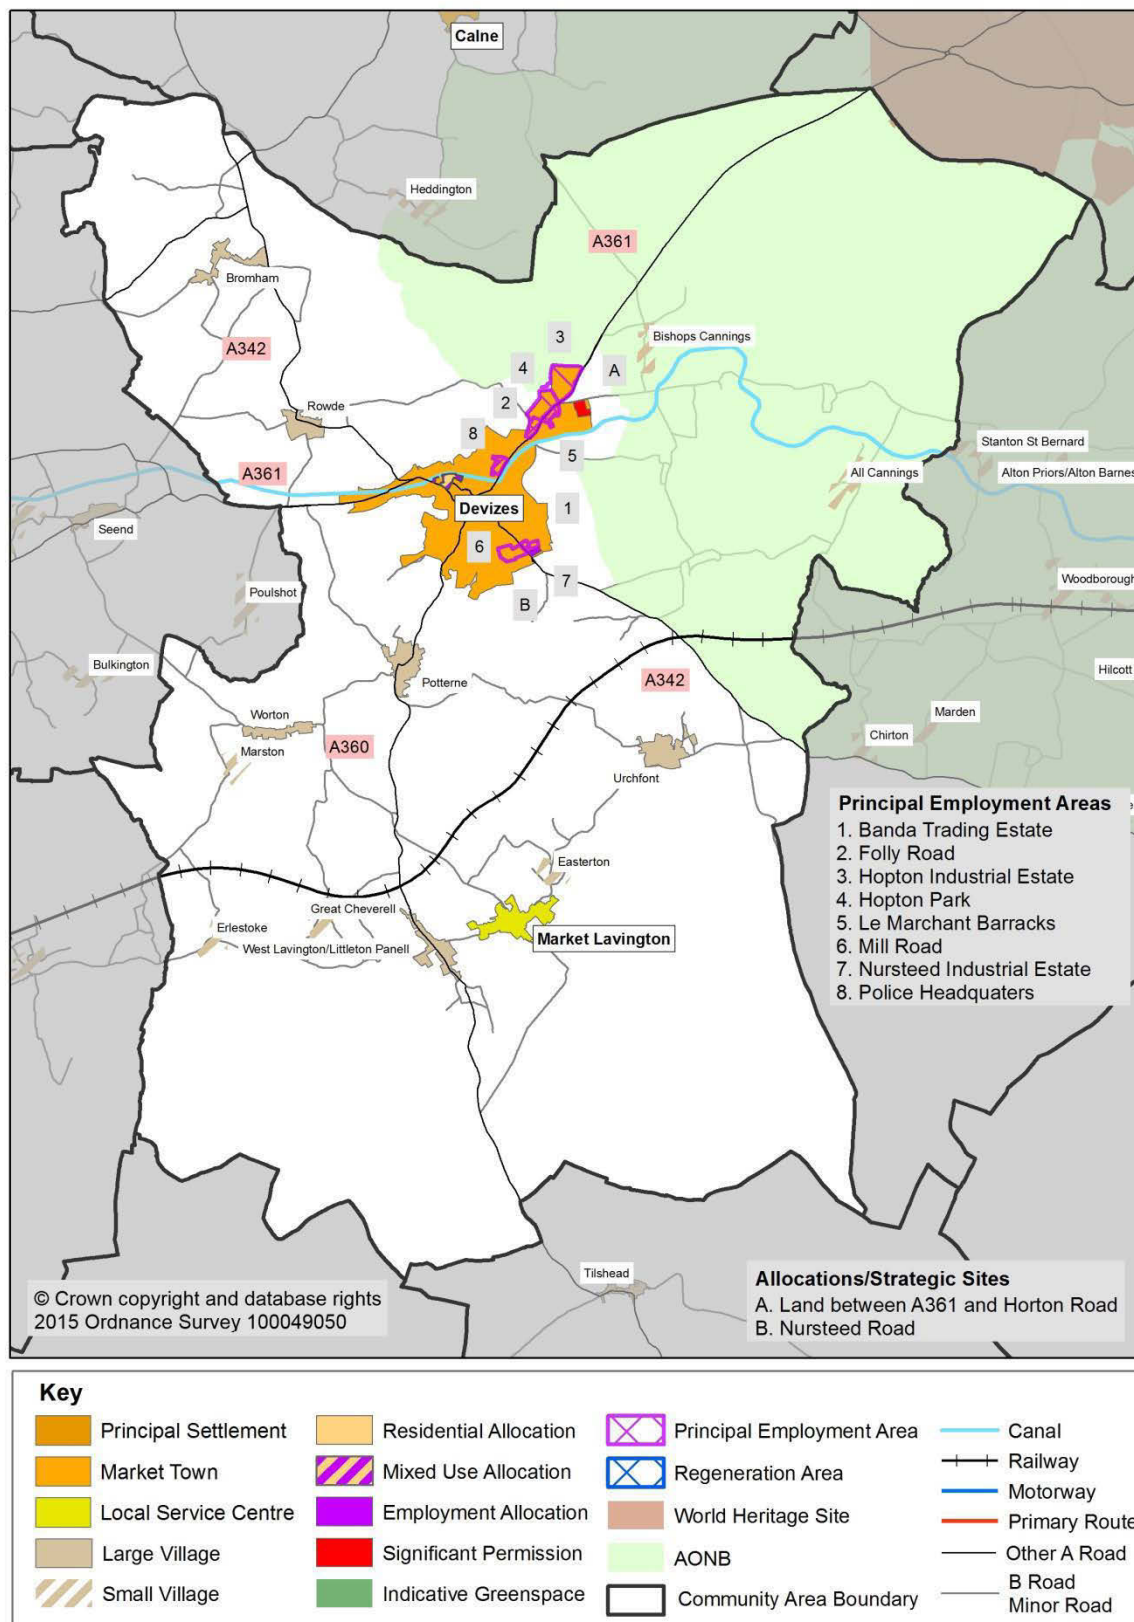 Calne
Heddington
A361
Bromham
Bishops Cannings
3
A342
4
A
Rowde
2
8
Stanton St Bernard
5
A361
All Cannings
Alton Priors/Alton Barnes
Devizes
1
Seend
6
7
Woodborough
Poulshot
B
Bulkington
Hilcott
Potterne
A342
Worton
Marden
A360
Chirton
Marston
Urchfont
Principal Employment Areas
1. Banda Trading Estate
2. Folly Road
3. Hopton Industrial Estate
4. Hopton Park
5. Le Marchant Barracks
6. Mill Road
7. Nursteed Industrial Estate
8. Police Headquaters
Easterton
Great Cheverell
Erlestoke
Market Lavington
West Lavington/Littleton Panell
Tilshead
© Crown copyright and database rights
2015 Ordnance Survey 100049050
Allocations/Strategic Sites
A. Land between A361 and Horton Road
B. Nursteed Road
Key
Principal Settlement
Market Town
Local Service Centre
Large Village
Small Village
Residential Allocation
Mixed Use Allocation
Employment Allocation
Significant Permission
Indicative Greenspace
Principal Employment Area
Regeneration Area
World Heritage Site
AONB
Community Area Boundary
Canal
Railway
Motorway
Primary Route
Other A Road
B Road
Minor Road